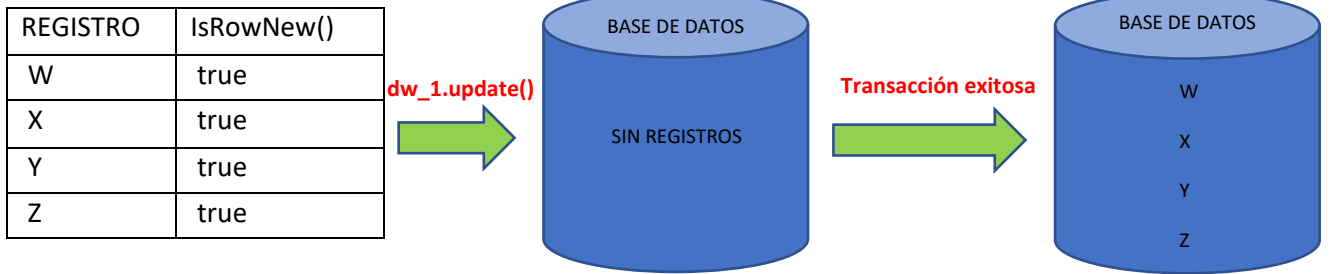 REGISTRO IsRowNew()
W true
X true
Y true
Z true
dw_1.update()
BASE DE DATOS
SIN REGISTROS
Transacción exitosa
BASE DE DATOS
W
X
Y
Z